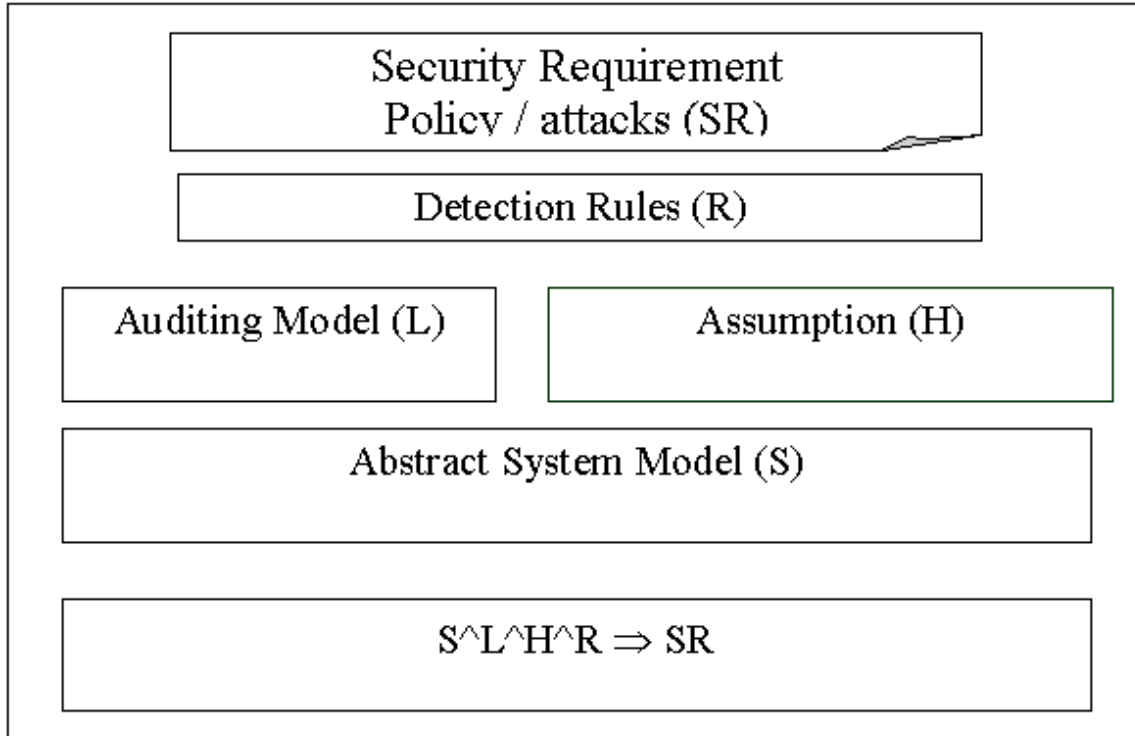 Security Requirement
Policy / attacks (SR)
Detection Rules (R)
Auditing Model (L)
Assumption (H)
Abstract System Model (S)
S^L^H^R ⇒ SR